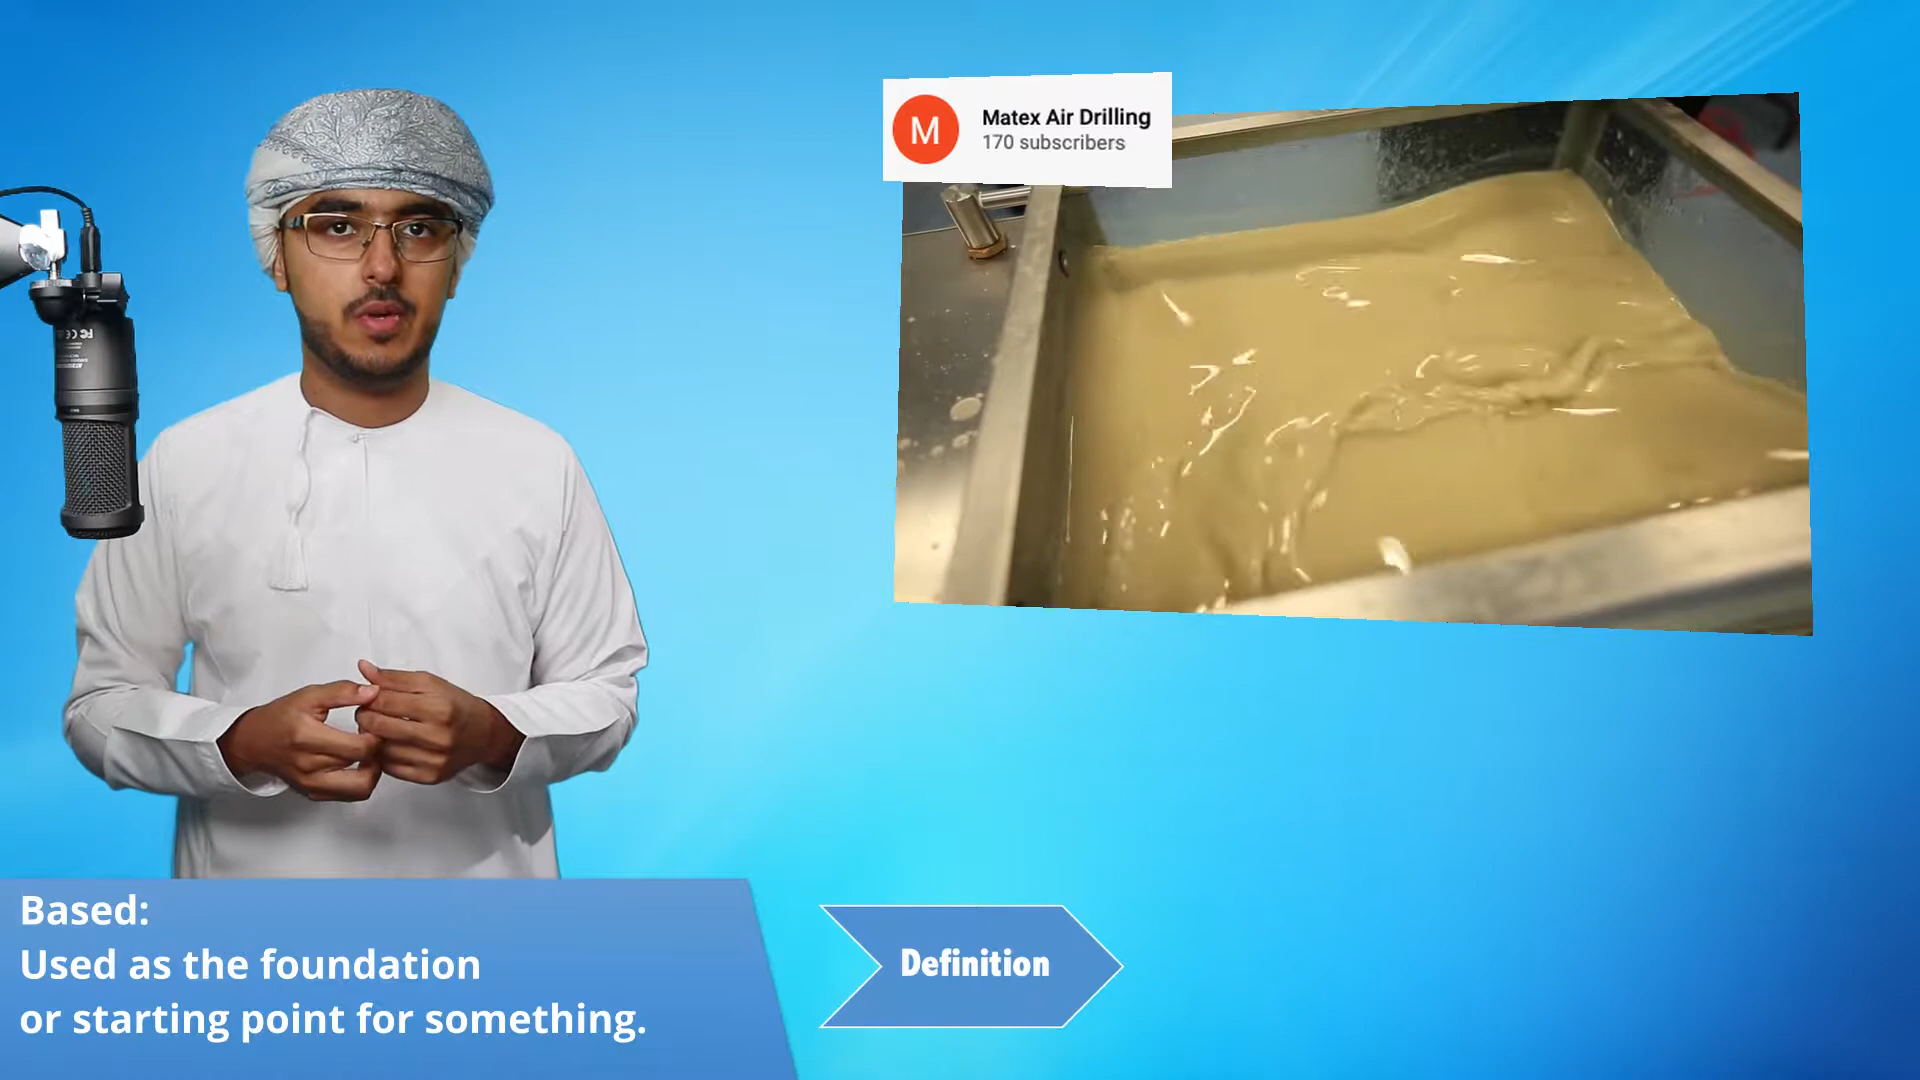 M
Matex Air Drilling
170 subscribers
Based:
Used as the foundation
or starting point for something.
Definition